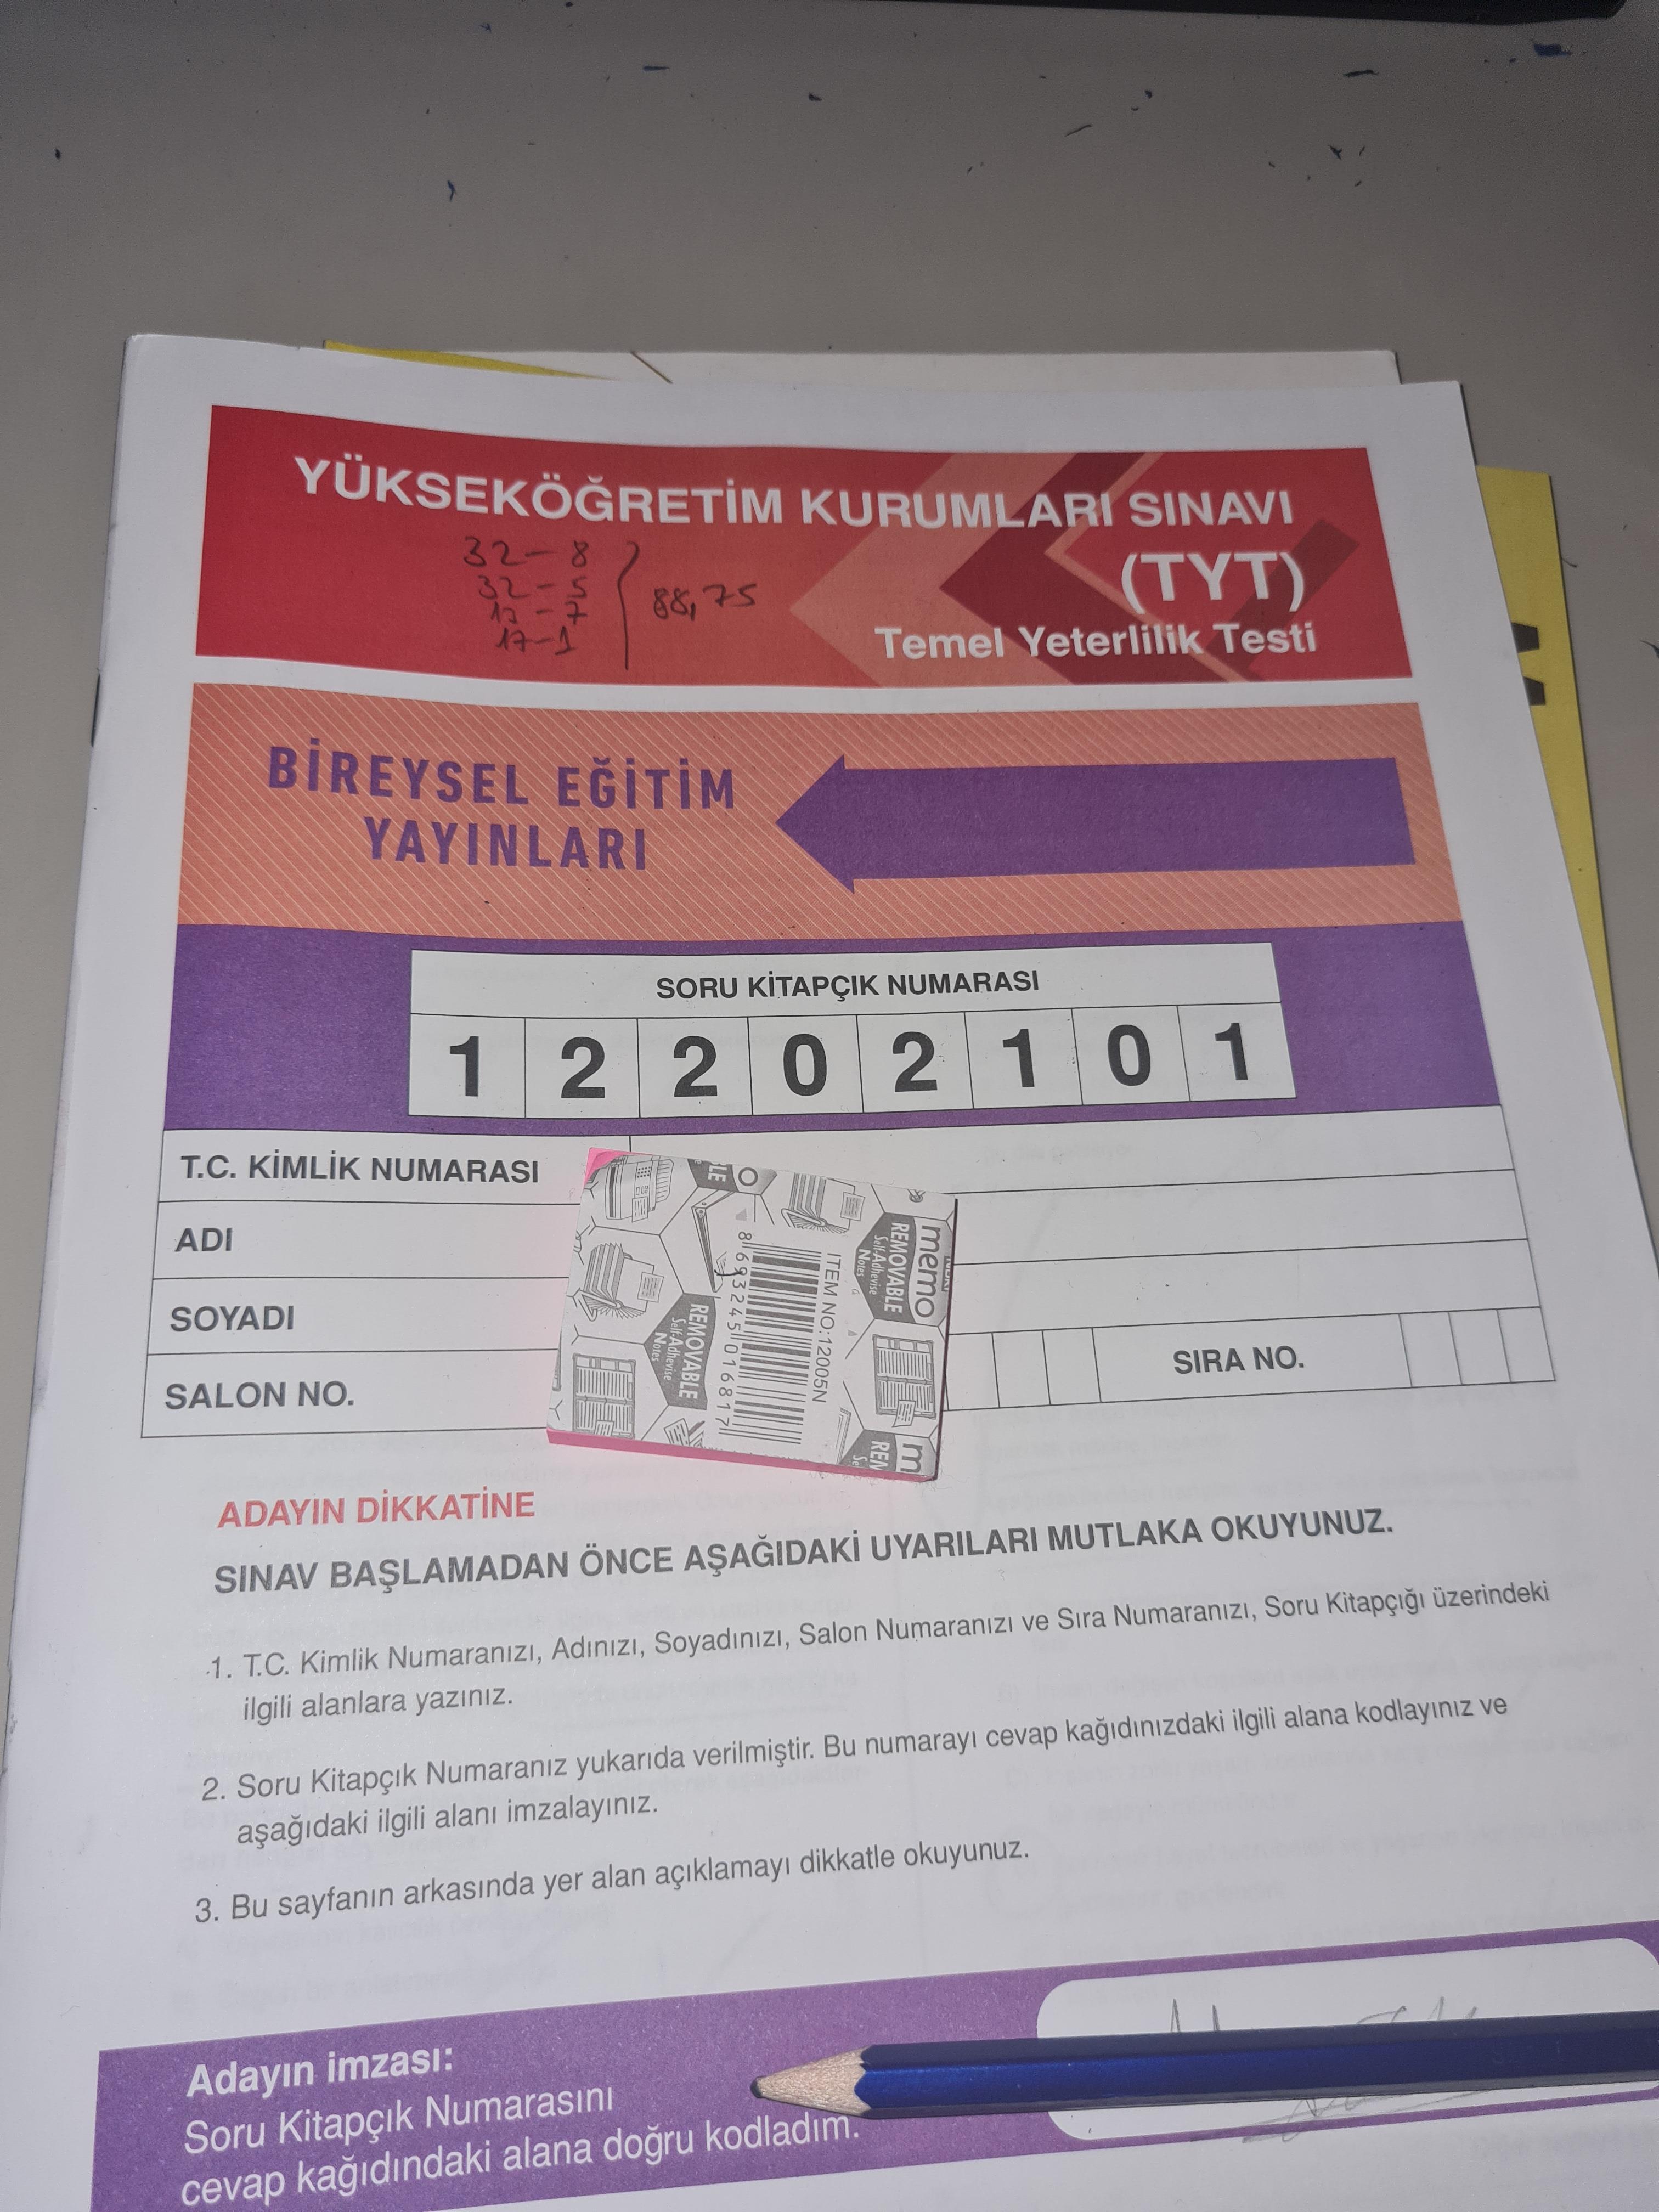 YÜKSEKÖĞRETİM KURUMLARI SINAVI
(TYT)
Temel Yeterlilik Testi
32-8
32-5
13-7
17-1
88,75
BİREYSEL EĞİTİM
YAYINLARI
SORU KİTAPÇIK NUMARASI
1 2 2 0 2 1 0 1
T.C. KİMLİK NUMARASI
ADI
SOYADI
SALON NO.
SIRA NO.
memo
REMOVABLE
Self-Adhevise
Notes
ITEM NO:12005N
8 693245 016817
REMOVABLE
Self-Adhevise
Notes
ADAYIN DİKKATİNE
SINAV BAŞLAMADAN ÖNCE AŞAĞIDAKİ UYARILARI MUTLAKA OKUYUNUZ.
1. T.C. Kimlik Numaranızı, Adınızı, Soyadınızı, Salon Numaranızı ve Sıra Numaranızı, Soru Kitapçığı üzerindeki
ilgili alanlara yazınız.
2. Soru Kitapçık Numaranız yukarıda verilmiştir. Bu numarayı cevap kağıdınızdaki ilgili alana kodlayınız ve
aşağıdaki ilgili alanı imzalayınız.
3. Bu sayfanın arkasında yer alan açıklamayı dikkatle okuyunuz.
Adayın imzası:
Soru Kitapçık Numarasını
cevap kağıdındaki alana doğru kodladım.